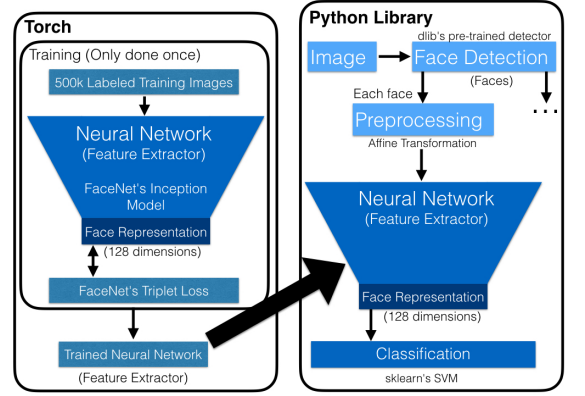 Torch
Training (Only done once)
500k Labeled Training Images
Neural Network
(Feature Extractor)
FaceNet's Inception
Model
Face Representation
(128 dimensions)
FaceNet's Triplet Loss
Trained Neural Network
(Feature Extractor)
Python Library
dlib's pre-trained detector
Image
Face Detection
(Faces)
Each face
...
Preprocessing
Affine Transformation
Neural Network
(Feature Extractor)
Face Representation
(128 dimensions)
Classification
sklearn's SVM